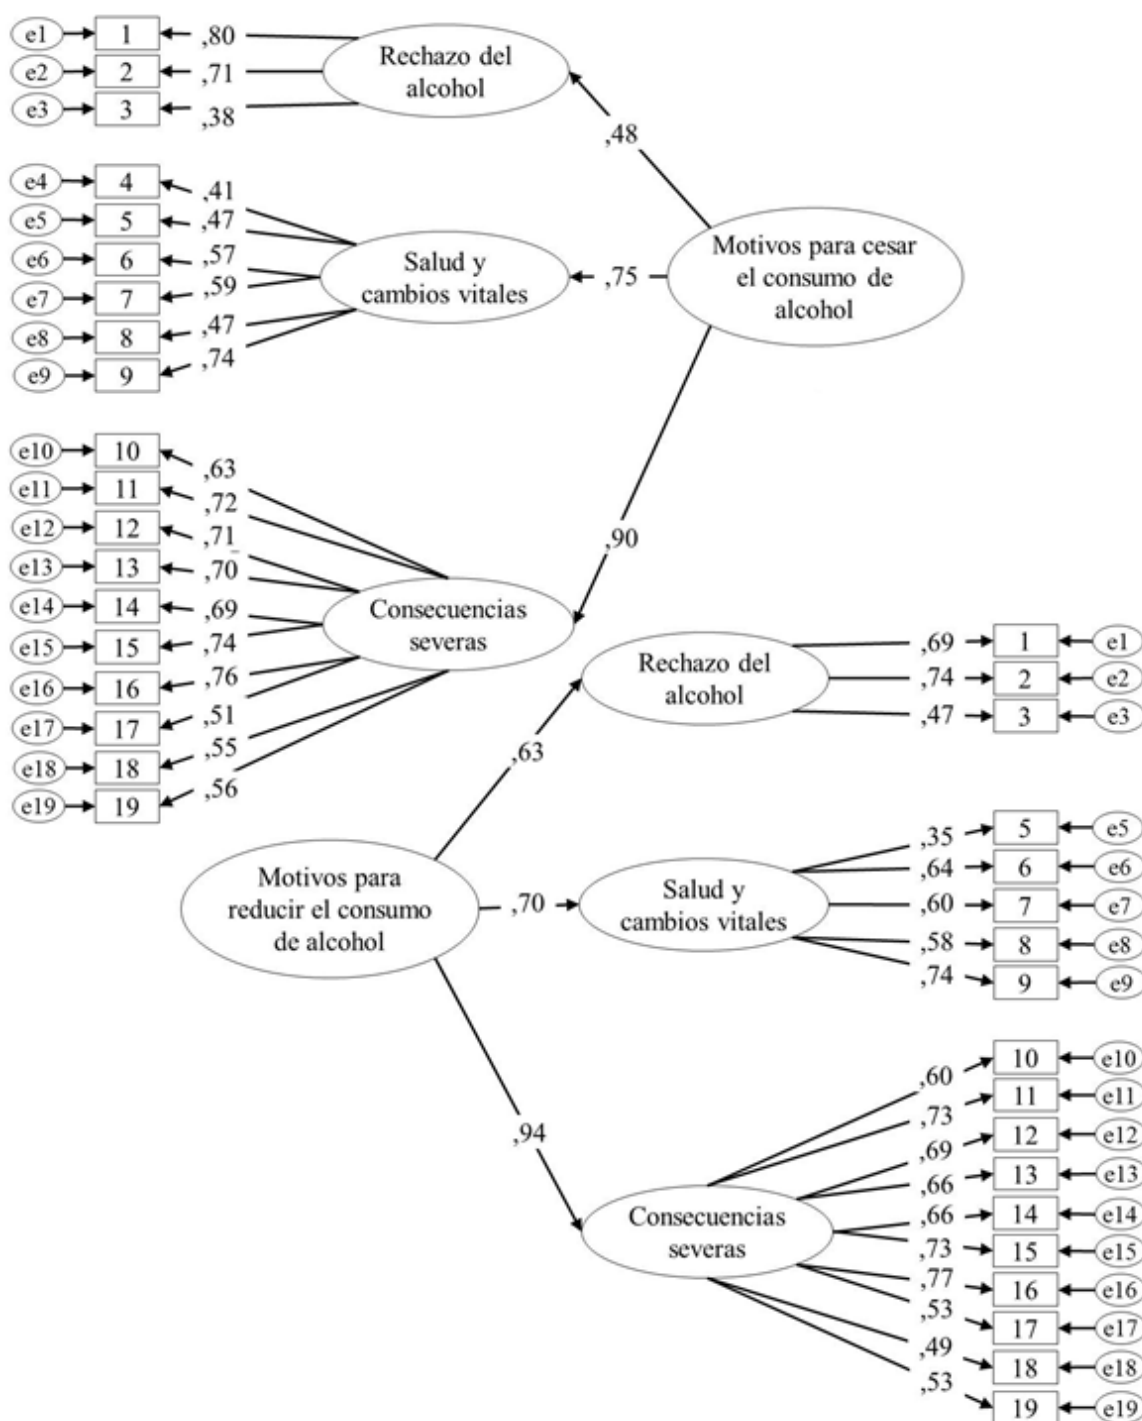 e1 1 ,80
e2 2 ,71
e3 3 ,38
Rechazo del
alcohol
,48
e4 4 ,41
e5 5 ,47
e6 6 ,57
e7 7 ,59
e8 8 ,47
e9 9 ,74
Salud y
cambios vitales
,75
Motivos para cesar
el consumo de
alcohol
e10 10 ,63
e11 11 ,72
e12 12 ,71
e13 13 ,70
e14 14 ,69
e15 15 ,74
e16 16 ,76
e17 17 ,51
e18 18 ,55
e19 19 ,56
Consecuencias
severas
,90
Rechazo del
alcohol
,69 1 e1
,74 2 e2
,47 3 e3
,63
Motivos para
reducir el consumo
de alcohol
,70
Salud y
cambios vitales
,35 5 e5
,64 6 e6
,60 7 e7
,58 8 e8
,74 9 e9
,94
Consecuencias
severas
,60 10 e10
,73 11 e11
,69 12 e12
,66 13 e13
,66 14 e14
,73 15 e15
,77 16 e16
,53 17 e17
,49 18 e18
,53 19 e19